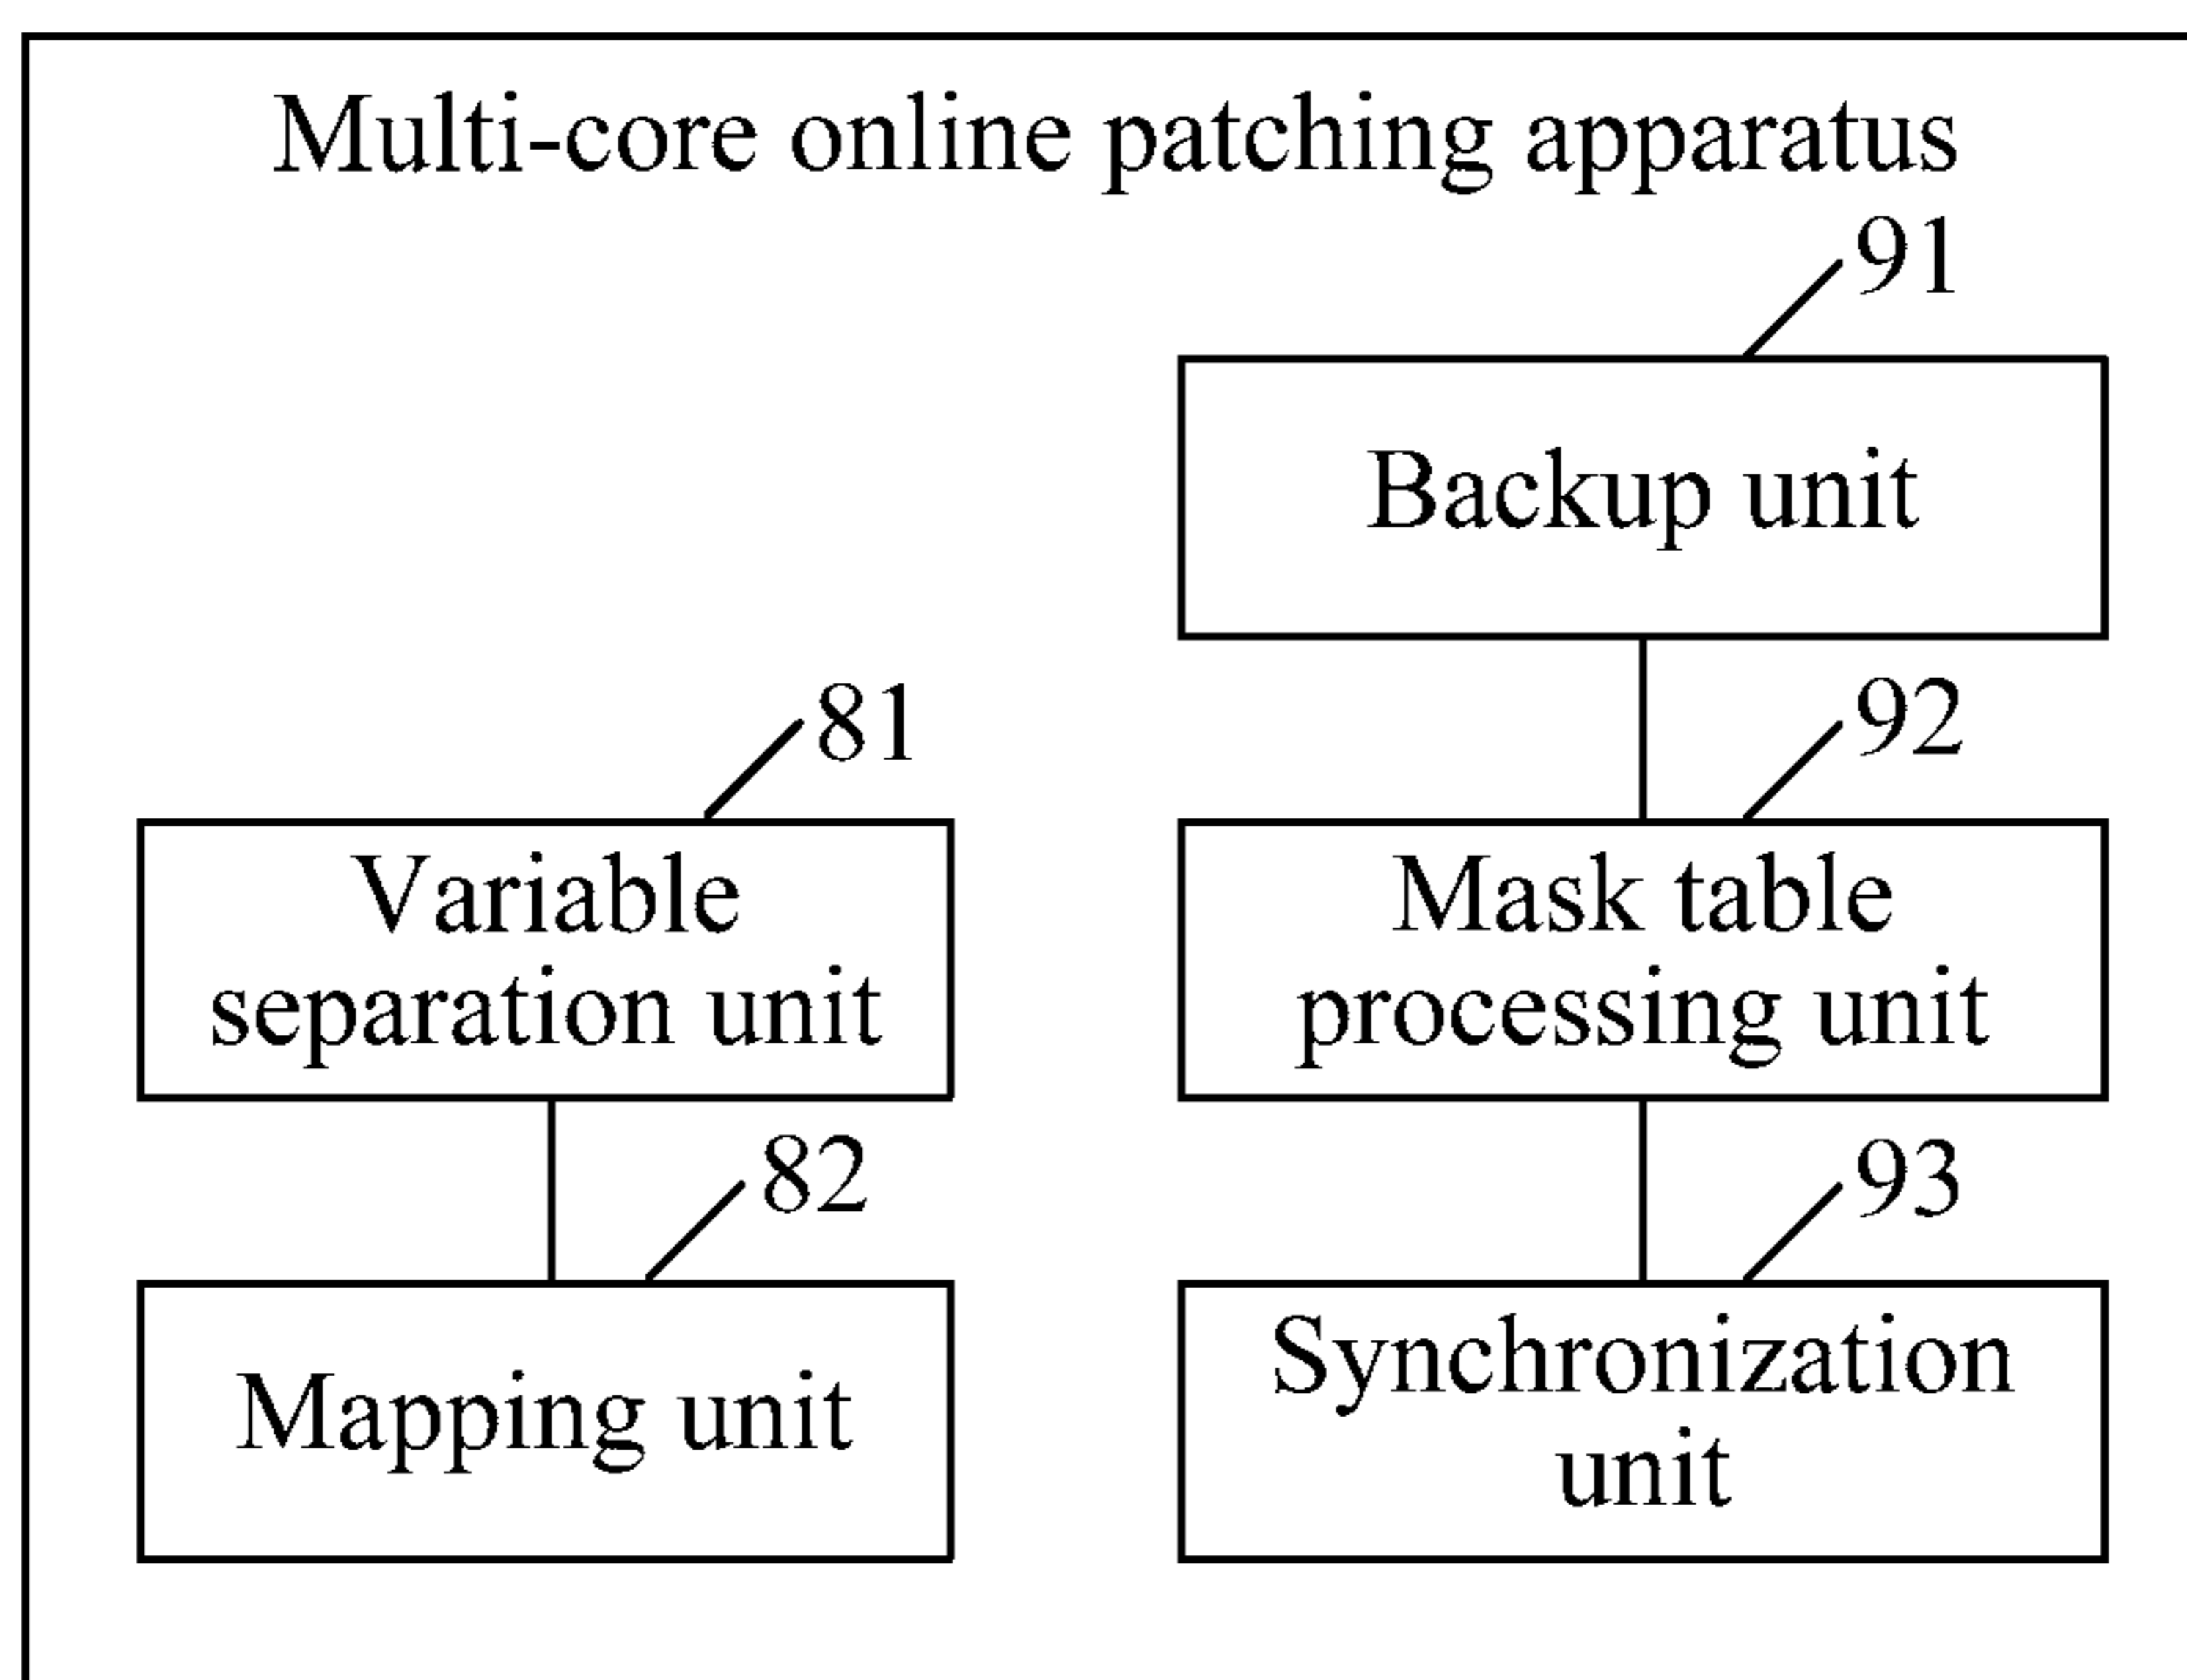 Multi-core online patching apparatus
91
Backup unit
81
92
Variable
separation unit
Mask table
processing unit
82
93
Mapping unit
Synchronization
unit